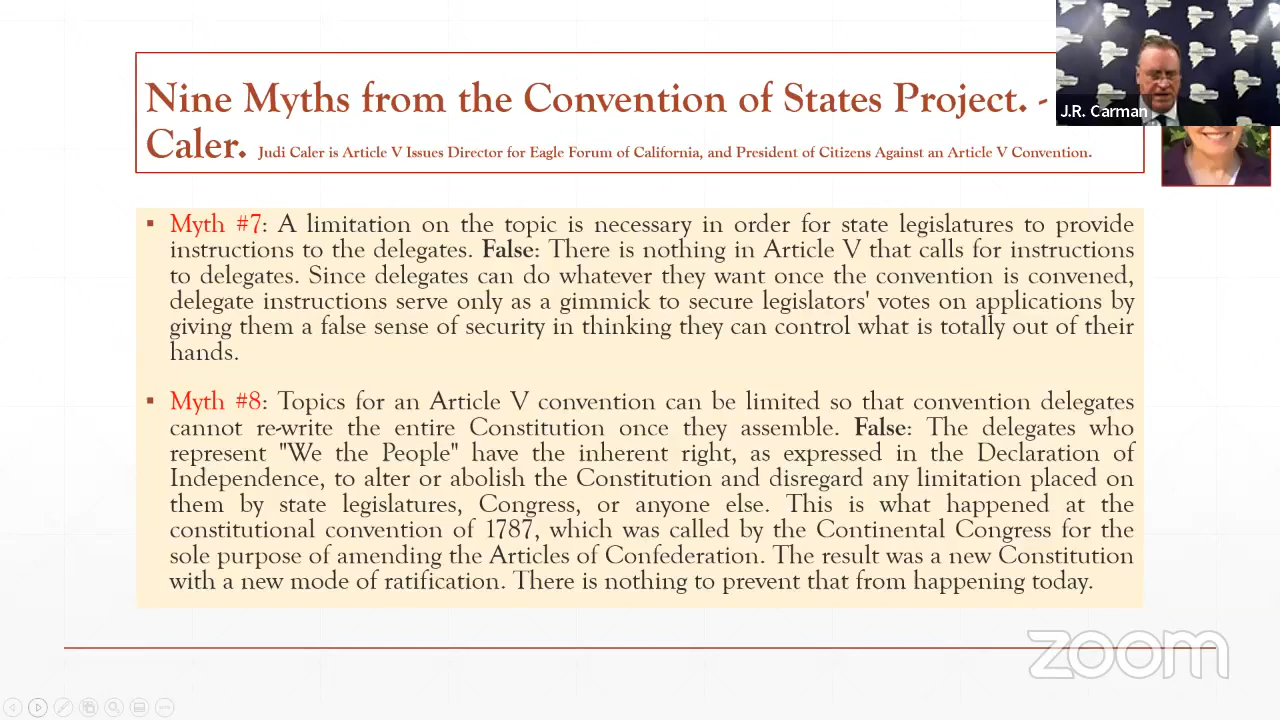 Nine Myths from the Convention of States Project. -
Caler. Judi Caler is Article V Issues Director for Eagle Forum of California, and President of Citizens Against an Article V Convention.
J.R. Carman
▪ Myth #7: A limitation on the topic is necessary in order for state legislatures to provide
instructions to the delegates. False: There is nothing in Article V that calls for instructions
to delegates. Since delegates can do whatever they want once the convention is convened,
delegate instructions serve only as a gimmick to secure legislators' votes on applications by
giving them a false sense of security in thinking they can control what is totally out of their
hands.
▪ Myth #8: Topics for an Article V convention can be limited so that convention delegates
cannot re-write the entire Constitution once they assemble. False: The delegates who
represent "We the People" have the inherent right, as expressed in the Declaration of
Independence, to alter or abolish the Constitution and disregard any limitation placed on
them by state legislatures, Congress, or anyone else. This is what happened at the
constitutional convention of 1787, which was called by the Continental Congress for the
sole purpose of amending the Articles of Confederation. The result was a new Constitution
with a new mode of ratification. There is nothing to prevent that from happening today.
zoom